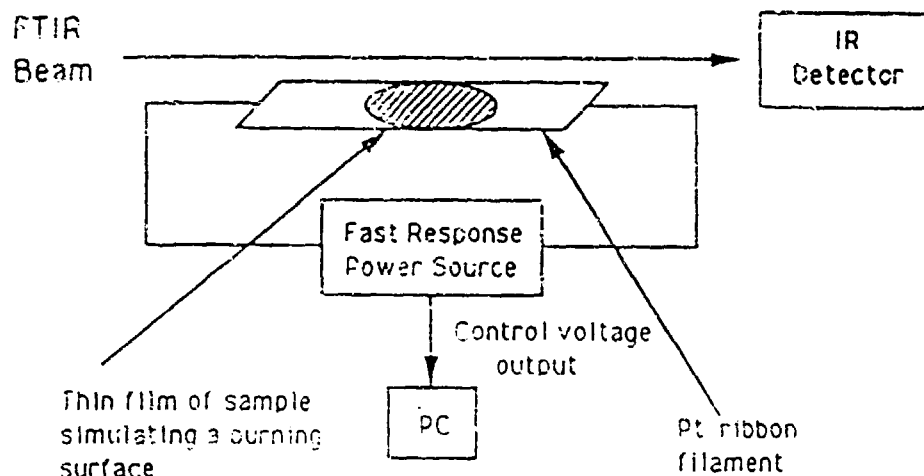 FTIR
Beam
IR
Detector
Fast Response
Power Source
Control voltage
output
Thin film of sample
simulating a burning
surface
PC
Pt ribbon
filament